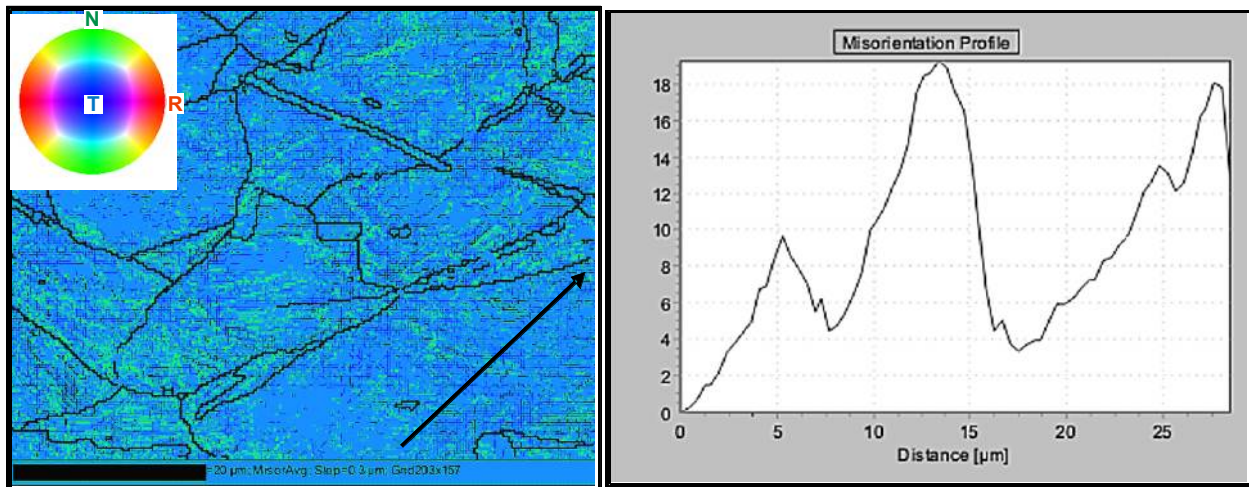 N
T
R
=20 µm; MisorAvg; Step=0.3 µm; Grid203x157
Misorientation Profile
18
16
14
12
10
8
6
4
2
0
0 5 10 15 20 25
Distance [µm]